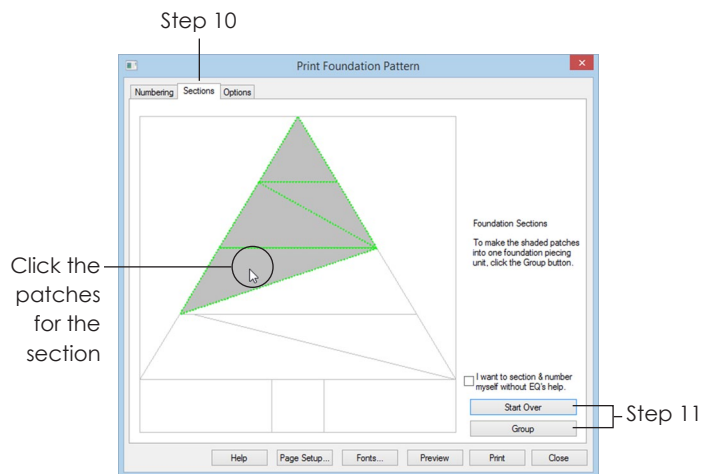 Step 10
Print Foundation Pattern
Numbering Sections Options
Foundation Sections
To make the shaded patches
into one foundation piecing
unit, click the Group button.
Click the
patches
for the
section
I want to section & number
myself without EQ's help.
Start Over
Group
Step 11
Help Page Setup... Fonts... Preview Print Close